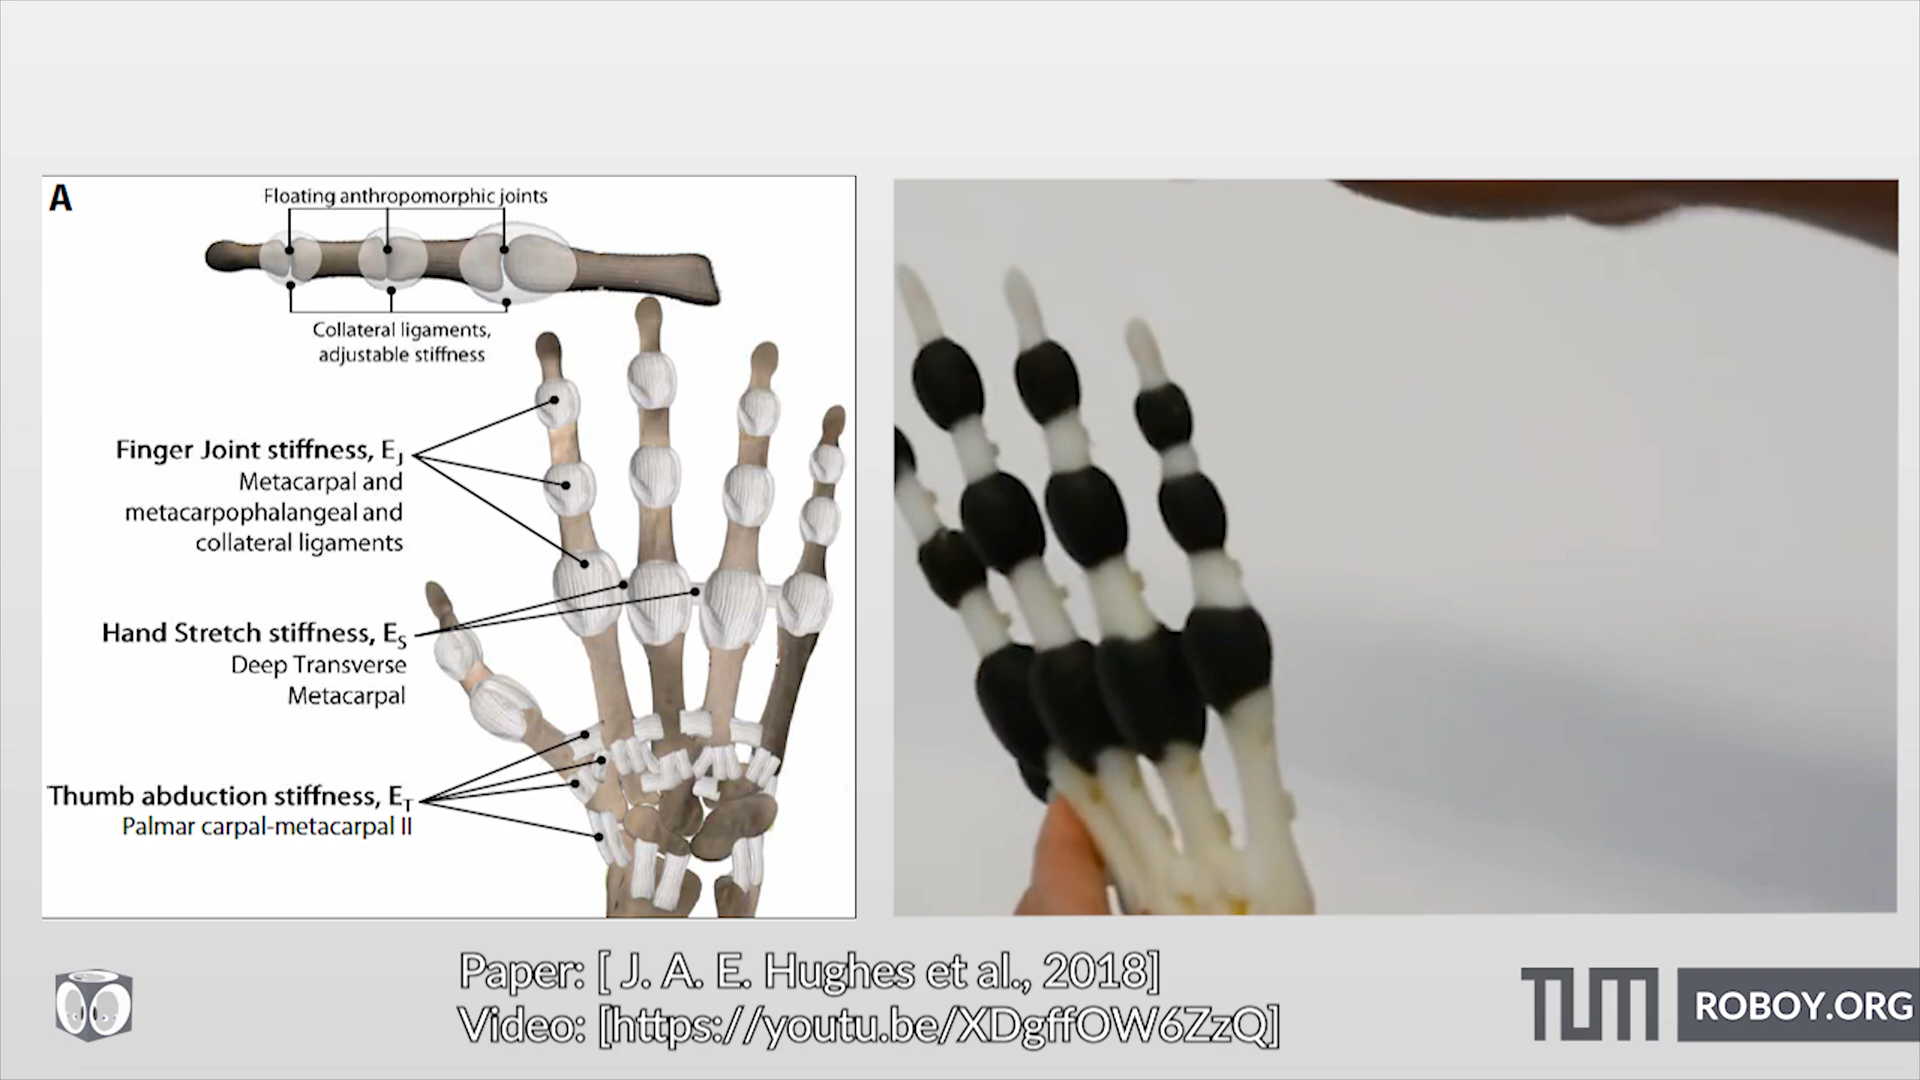 A
Floating anthropomorphic joints
Collateral ligaments,
adjustable stiffness
Finger Joint stiffness, EJ
Metacarpal and
metacarpophalangeal and
collateral ligaments
Hand Stretch stiffness, ES
Deep Transverse
Metacarpal
Thumb abduction stiffness, ET
Palmar carpal-metacarpal II
Paper: [ J. A. E. Hughes et al., 2018]
Video: [https://youtu.be/XDgffOW6ZzQ]
TUM
ROBOY.ORG